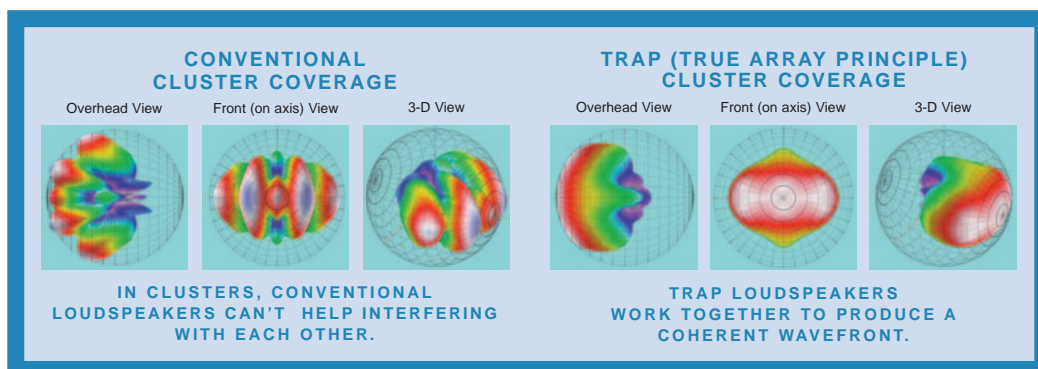 CONVENTIONAL
CLUSTER COVERAGE
Overhead View
Front (on axis) View
3-D View
IN CLUSTERS, CONVENTIONAL
LOUDSPEAKERS CAN'T HELP INTERFERING
WITH EACH OTHER.
TRAP (TRUE ARRAY PRINCIPLE)
CLUSTER COVERAGE
Overhead View
Front (on axis) View
3-D View
TRAP LOUDSPEAKERS
WORK TOGETHER TO PRODUCE A
COHERENT WAVEFRONT.